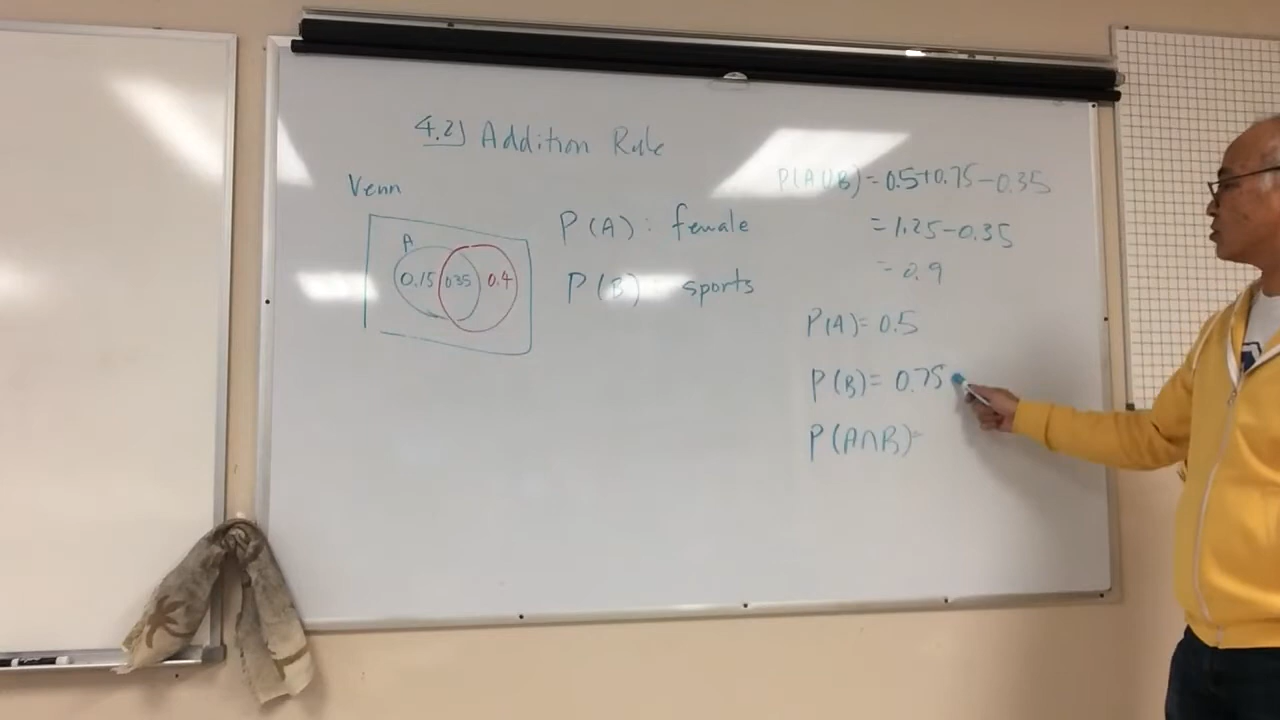 4.2) Addition Rule
Venn
A
0.15 0.35 0.4
P(A): female
P(B): sports
P(A∪B) = 0.5+0.75-0.35
= 1.25-0.35
= 0.9
P(A) = 0.5
P(B) = 0.75
P(A∩B) =